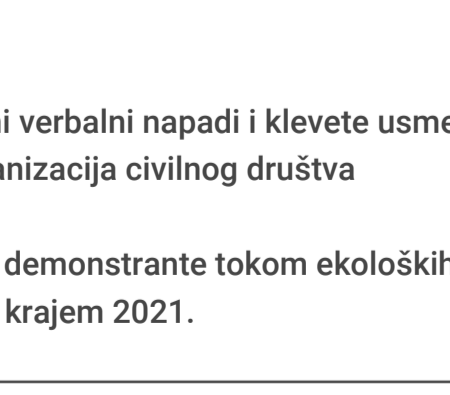 i verbalni napadi i klevete usme
anizacija civilnog društva
demonstrante tokom ekoloških
krajem 2021.